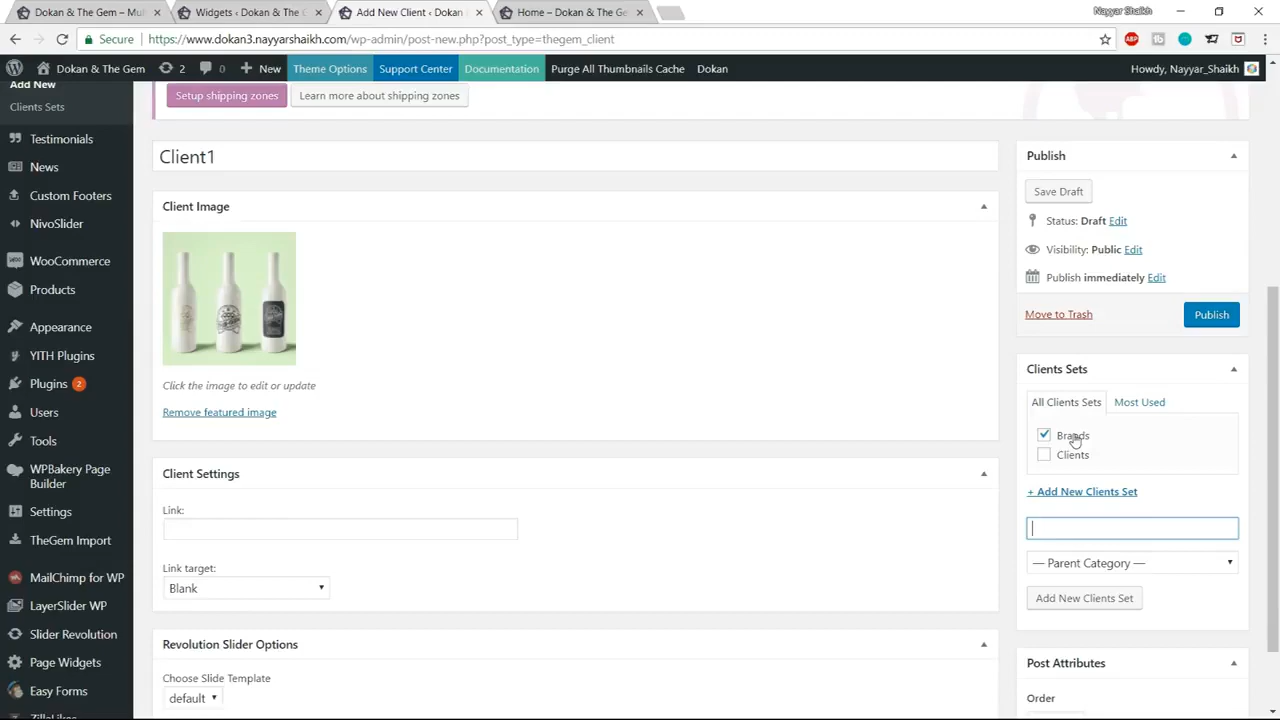 Dokan & The Gem – Mul
Widgets ‹ Dokan & The G
Add New Client ‹ Dokan
Home – Dokan & The Ge
Nayyar Shaikh
Secure
https://www.dokan3.nayyarshaikh.com/wp-admin/post-new.php?post_type=thegem_client
ABP
Dokan & The Gem
2
0
+ New
Theme Options
Support Center
Documentation
Purge All Thumbnails Cache
Dokan
Howdy, Nayyar_Shaikh
Add New
Clients Sets
Testimonials
News
Custom Footers
NivoSlider
WooCommerce
Products
Appearance
YITH Plugins
Plugins 2
Users
Tools
WPBakery Page
Builder
Settings
TheGem Import
MailChimp for WP
LayerSlider WP
Slider Revolution
Page Widgets
Easy Forms
ZillaLikes
Setup shipping zones
Learn more about shipping zones
Client1
Client Image
Click the image to edit or update
Remove featured image
Client Settings
Link:
Link target:
Blank
Revolution Slider Options
Choose Slide Template
default
Publish
Save Draft
Status: Draft Edit
Visibility: Public Edit
Publish immediately Edit
Move to Trash
Publish
Clients Sets
All Clients Sets
Most Used
Brands
Clients
+ Add New Clients Set
— Parent Category —
Add New Clients Set
Post Attributes
Order